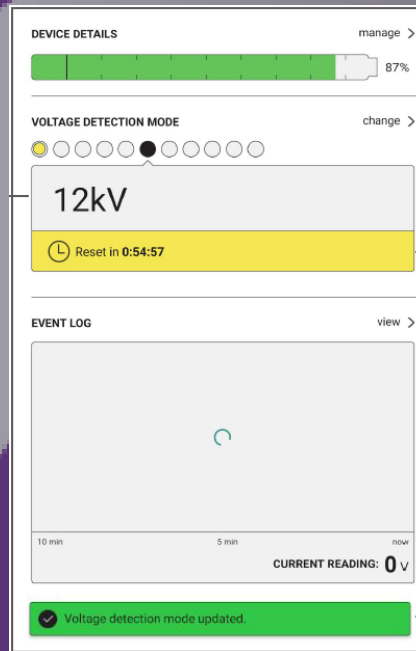 DEVICE DETAILS
manage >
87%
VOLTAGE DETECTION MODE
change >
12kV
Reset in 0:54:57
EVENT LOG
view >
10 min
5 min
now
CURRENT READING: 0 V
Voltage detection mode updated.